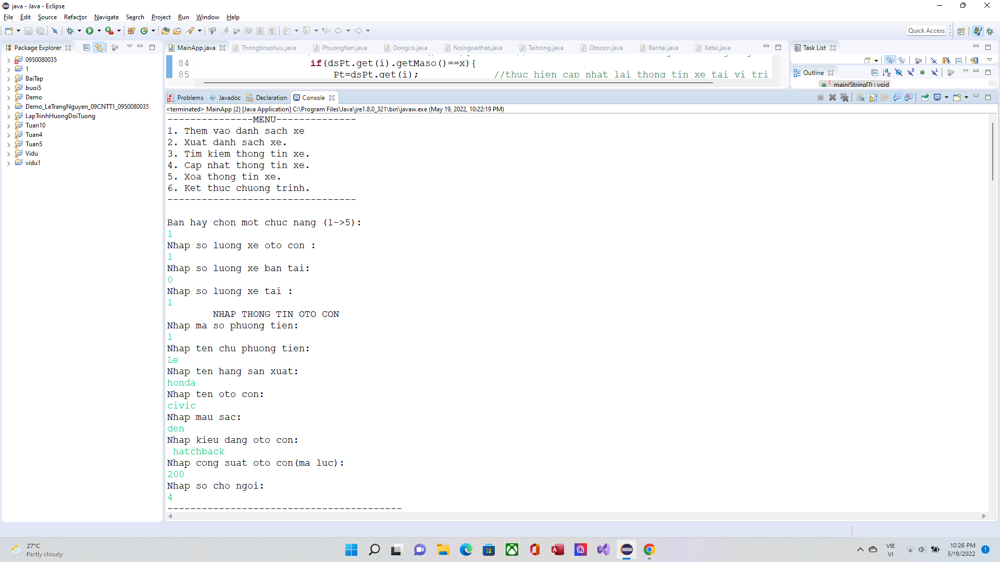 java - Java - Eclipse
File Edit Source Refactor Navigate Search Project Run Window Help
Quick Access
Package Explorer
MainApp.java Thongtinsohuu.java Phuongtien.java Dongco.java Noingoaithat.java Taitrong.java Otocon.java Bantai.java Xetai.java
Task List
0950080035
1
BaiTap
buoi5
Demo
Demo_LeTrangNguyen_09CNTT1_0950080035
LapTrinhHuongDoiTuong
Tuan10
Tuan4
Tuan5
Vidu
vidu1
84 if(dsPt.get(i).getMaso()==x){
85 Pt=dsPt.get(i); //thuc hien cap nhat lai thong tin xe tai vi tri
Outline
main(String[]) : void
Problems @ Javadoc Declaration Console
<terminated> MainApp (2) [Java Application] C:\Program Files\Java\jre1.8.0_321\bin\javaw.exe (May 19, 2022, 10:22:19 PM)
---------------MENU--------------
1. Them vao danh sach xe
2. Xuat danh sach xe.
3. Tim kiem thong tin xe.
4. Cap nhat thong tin xe.
5. Xoa thong tin xe.
6. Ket thuc chuong trinh.
---------------------------------
Ban hay chon mot chuc nang (1->5):
1
Nhap so luong xe oto con :
1
Nhap so luong xe ban tai:
0
Nhap so luong xe tai :
1
NHAP THONG TIN OTO CON
Nhap ma so phuong tien:
1
Nhap ten chu phuong tien:
Le
Nhap ten hang san xuat:
honda
Nhap ten oto con:
civic
Nhap mau sac:
den
Nhap kieu dang oto con:
hatchback
Nhap cong suat oto con(ma luc):
200
Nhap so cho ngoi:
4
-----------------------------------------
27°C
Partly cloudy
VIE
VI
10:26 PM
5/19/2022
1